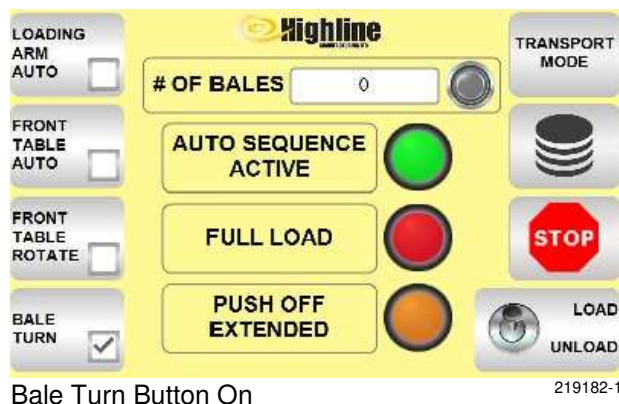 LOADING
ARM
AUTO
FRONT
TABLE
AUTO
FRONT
TABLE
ROTATE
BALE
TURN
Highline
# OF BALES 0
AUTO SEQUENCE
ACTIVE
FULL LOAD
PUSH OFF
EXTENDED
TRANSPORT
MODE
STOP
LOAD
UNLOAD
Bale Turn Button On
219182-1